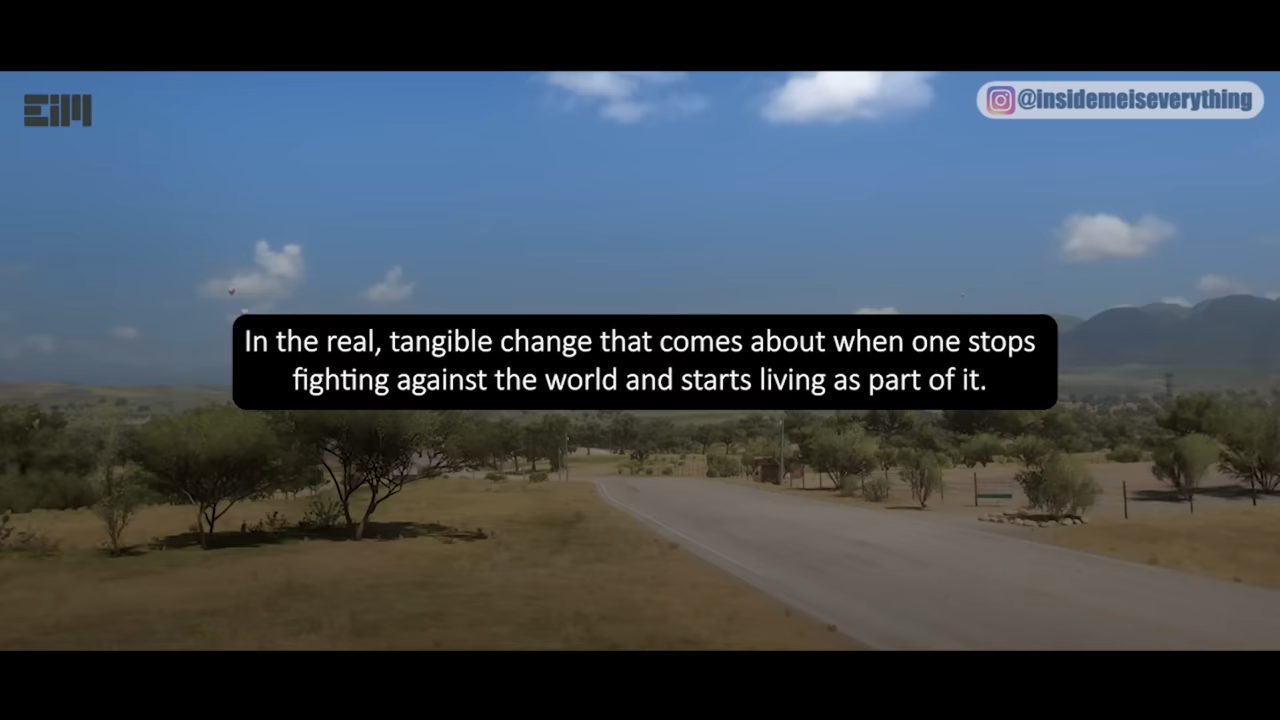 EiM
@insidemeiseverything
In the real, tangible change that comes about when one stops
fighting against the world and starts living as part of it.